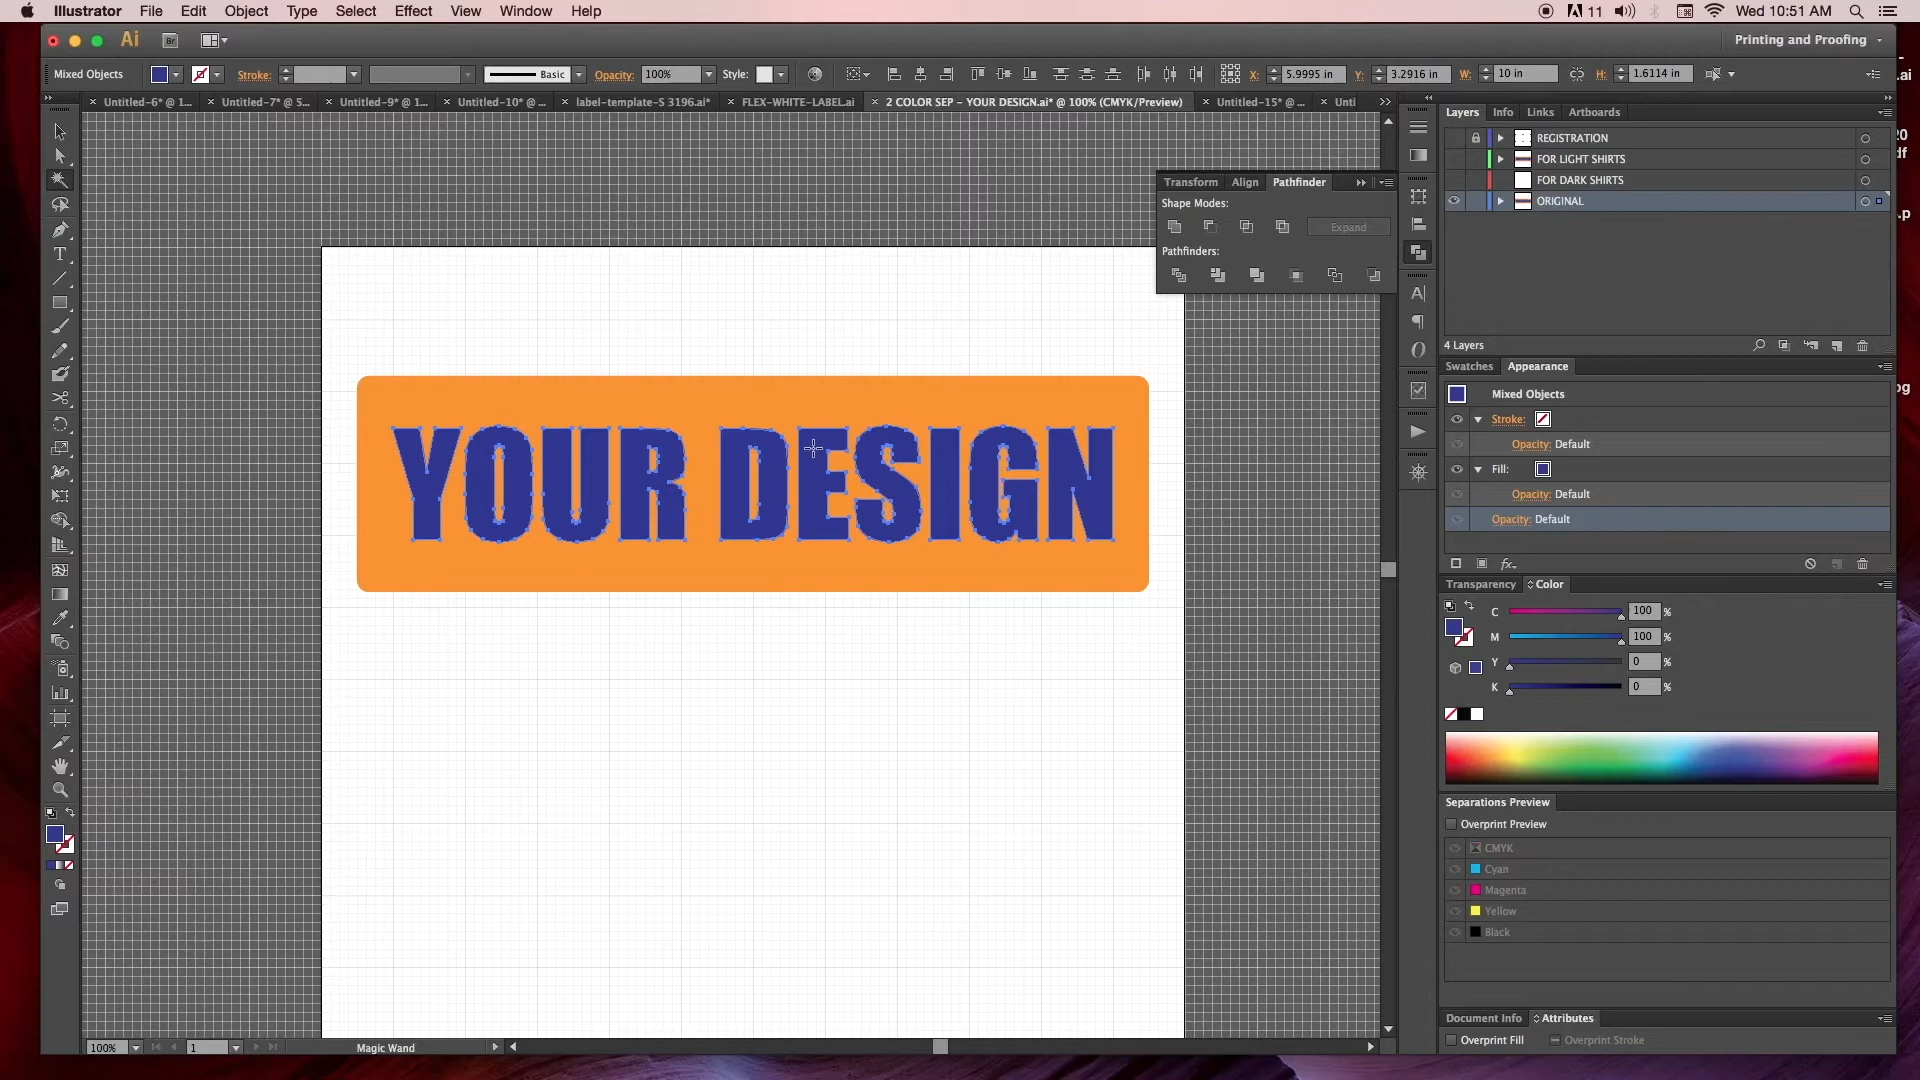 Illustrator File Edit Object Type Select Effect View Window Help 11 Wed 10:51 AM
Ai Br Printing and Proofing
Mixed Objects Stroke: Basic Opacity: 100% Style: X: 5.9995 in Y: 3.2916 in W: 10 in H: 1.6114 in
Untitled-6* @ 1... Untitled-7* @ 5... Untitled-9* @ 1... Untitled-10* @ ... label-template-S 3196.ai* FLEX-WHITE-LABEL.ai 2 COLOR SEP - YOUR DESIGN.ai* @ 100% (CMYK/Preview) Untitled-15* @ ... Unti
Layers Info Links Artboards
REGISTRATION
FOR LIGHT SHIRTS
FOR DARK SHIRTS
ORIGINAL
4 Layers
Transform Align Pathfinder
Shape Modes:
Expand
Pathfinders:
YOUR DESIGN
Swatches Appearance
Mixed Objects
Stroke:
Opacity: Default
Fill:
Opacity: Default
Opacity: Default
Transparency Color
C 100 %
M 100 %
Y 0 %
K 0 %
Separations Preview
Overprint Preview
CMYK
Cyan
Magenta
Yellow
Black
Document Info Attributes
Overprint Fill Overprint Stroke
100% 1 Magic Wand